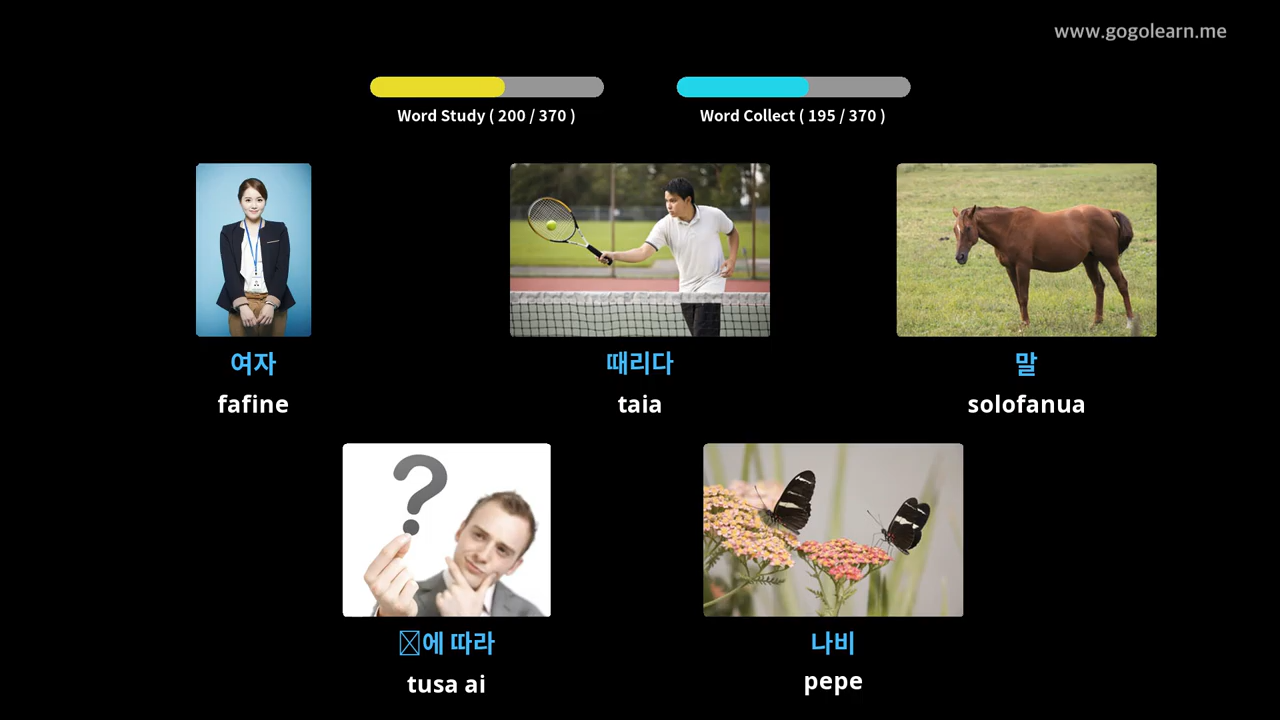 www.gogolearn.me
Word Study ( 200 / 370 )
Word Collect ( 195 / 370 )
여자
때리다
말
fafine
taia
solofanua
?
에 따라
나비
tusa ai
pepe